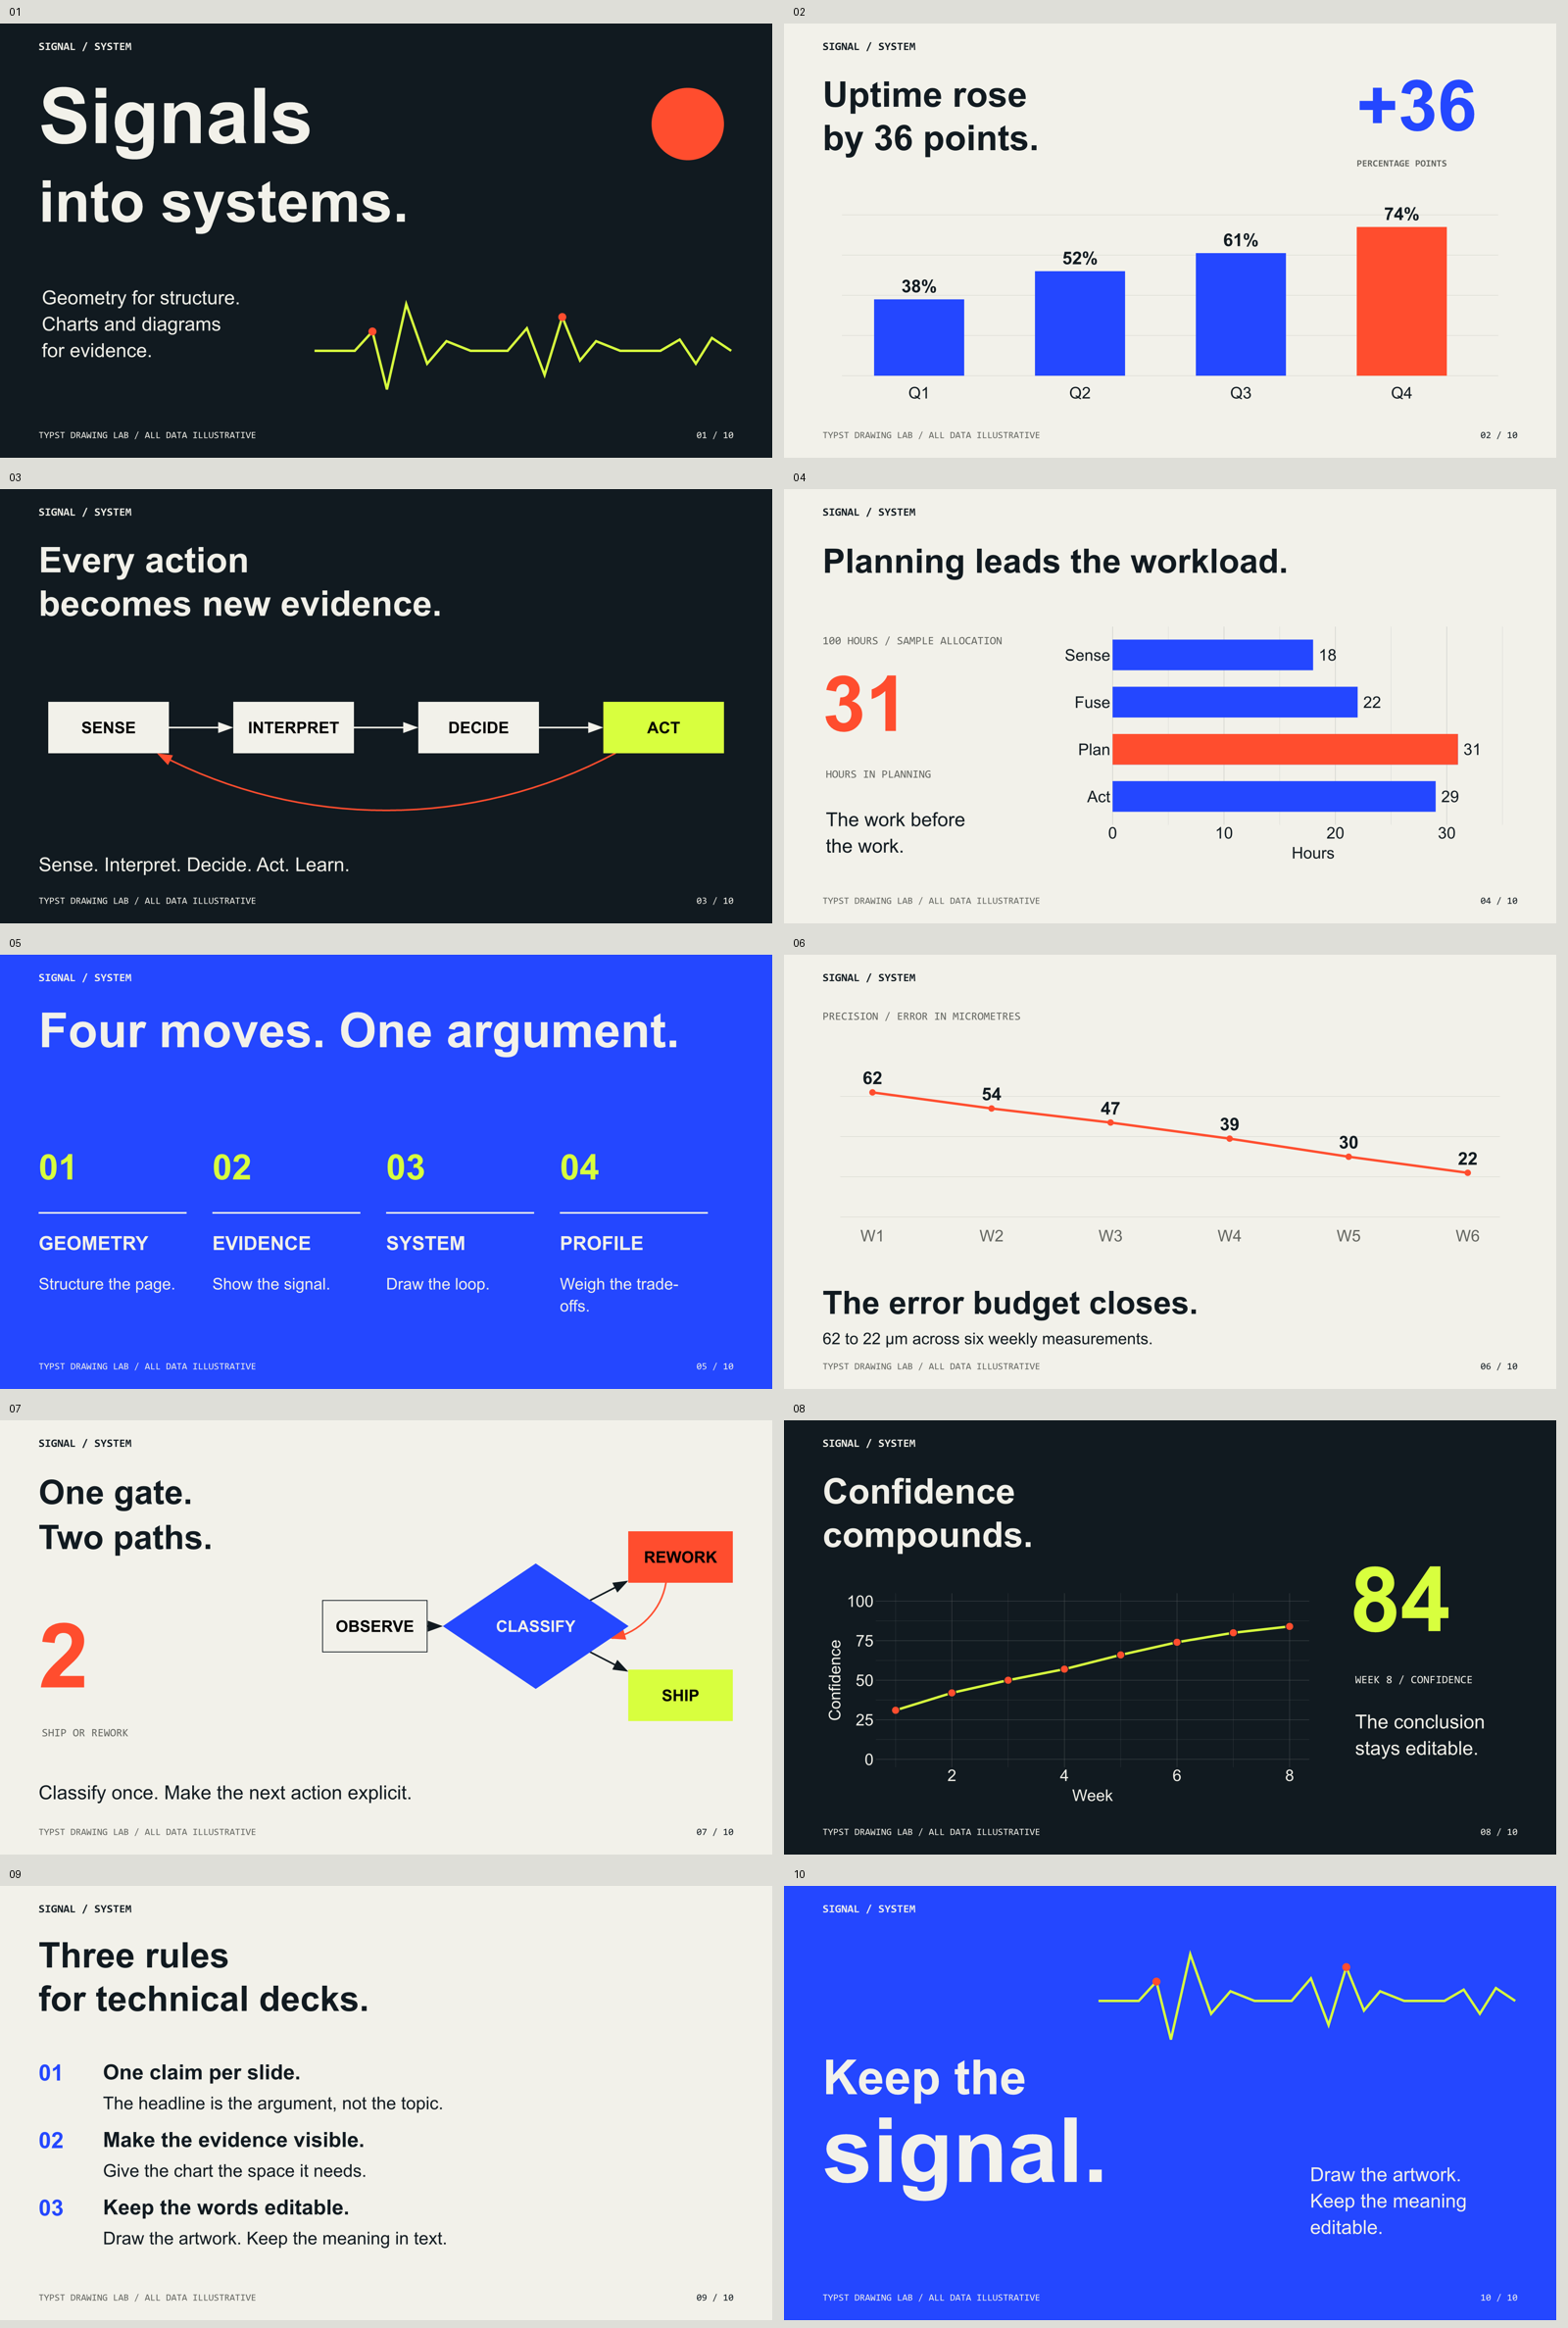 01
SIGNAL / SYSTEM
Signals
into systems.
Geometry for structure.
Charts and diagrams
for evidence.
TYPST DRAWING LAB / ALL DATA ILLUSTRATIVE
01 / 10
02
SIGNAL / SYSTEM
Uptime rose
by 36 points.
+36
PERCENTAGE POINTS
38%
52%
61%
74%
Q1
Q2
Q3
Q4
TYPST DRAWING LAB / ALL DATA ILLUSTRATIVE
02 / 10
03
SIGNAL / SYSTEM
Every action
becomes new evidence.
SENSE
INTERPRET
DECIDE
ACT
Sense. Interpret. Decide. Act. Learn.
TYPST DRAWING LAB / ALL DATA ILLUSTRATIVE
03 / 10
04
SIGNAL / SYSTEM
Planning leads the workload.
100 HOURS / SAMPLE ALLOCATION
31
HOURS IN PLANNING
The work before
the work.
Sense
18
Fuse
22
Plan
31
Act
29
0
10
20
30
Hours
TYPST DRAWING LAB / ALL DATA ILLUSTRATIVE
04 / 10
05
SIGNAL / SYSTEM
Four moves. One argument.
01
GEOMETRY
Structure the page.
02
EVIDENCE
Show the signal.
03
SYSTEM
Draw the loop.
04
PROFILE
Weigh the trade-
offs.
TYPST DRAWING LAB / ALL DATA ILLUSTRATIVE
05 / 10
06
SIGNAL / SYSTEM
PRECISION / ERROR IN MICROMETRES
62
54
47
39
30
22
W1
W2
W3
W4
W5
W6
The error budget closes.
62 to 22 µm across six weekly measurements.
TYPST DRAWING LAB / ALL DATA ILLUSTRATIVE
06 / 10
07
SIGNAL / SYSTEM
One gate.
Two paths.
2
SHIP OR REWORK
OBSERVE
CLASSIFY
REWORK
SHIP
Classify once. Make the next action explicit.
TYPST DRAWING LAB / ALL DATA ILLUSTRATIVE
07 / 10
08
SIGNAL / SYSTEM
Confidence
compounds.
100
75
50
25
0
Confidence
2
4
6
8
Week
84
WEEK 8 / CONFIDENCE
The conclusion
stays editable.
TYPST DRAWING LAB / ALL DATA ILLUSTRATIVE
08 / 10
09
SIGNAL / SYSTEM
Three rules
for technical decks.
01
One claim per slide.
The headline is the argument, not the topic.
02
Make the evidence visible.
Give the chart the space it needs.
03
Keep the words editable.
Draw the artwork. Keep the meaning in text.
TYPST DRAWING LAB / ALL DATA ILLUSTRATIVE
09 / 10
10
SIGNAL / SYSTEM
Keep the
signal.
Draw the artwork.
Keep the meaning
editable.
TYPST DRAWING LAB / ALL DATA ILLUSTRATIVE
10 / 10